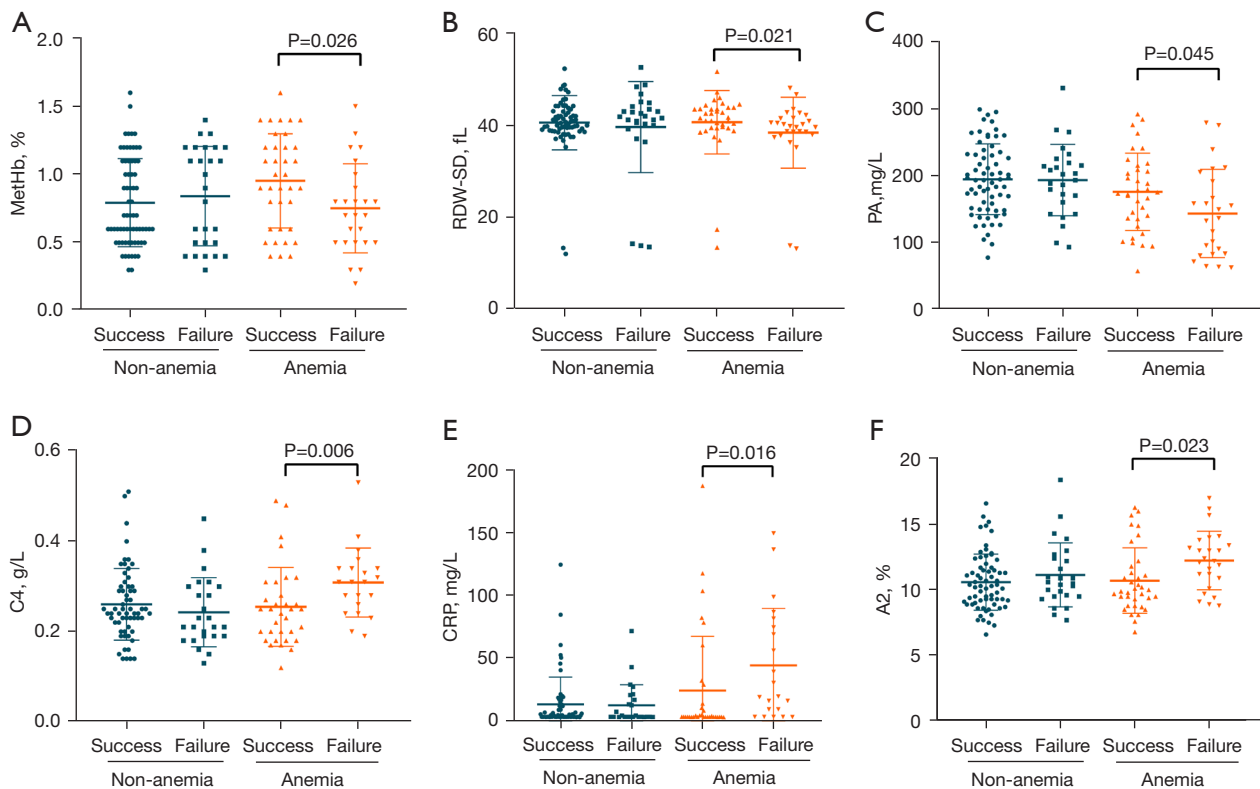 A
MetHb, %
2.0
1.5
1.0
0.5
0.0
P=0.026
Success Failure Success Failure
Non-anemia Anemia
B
RDW-SD, fL
60
40
20
0
P=0.021
Success Failure Success Failure
Non-anemia Anemia
C
PA,mg/L
400
300
200
100
0
P=0.045
Success Failure Success Failure
Non-anemia Anemia
D
C4, g/L
0.6
0.4
0.2
0.0
P=0.006
Success Failure Success Failure
Non-anemia Anemia
E
CRP, mg/L
200
150
100
50
0
P=0.016
Success Failure Success Failure
Non-anemia Anemia
F
A2, %
20
15
10
5
0
P=0.023
Success Failure Success Failure
Non-anemia Anemia